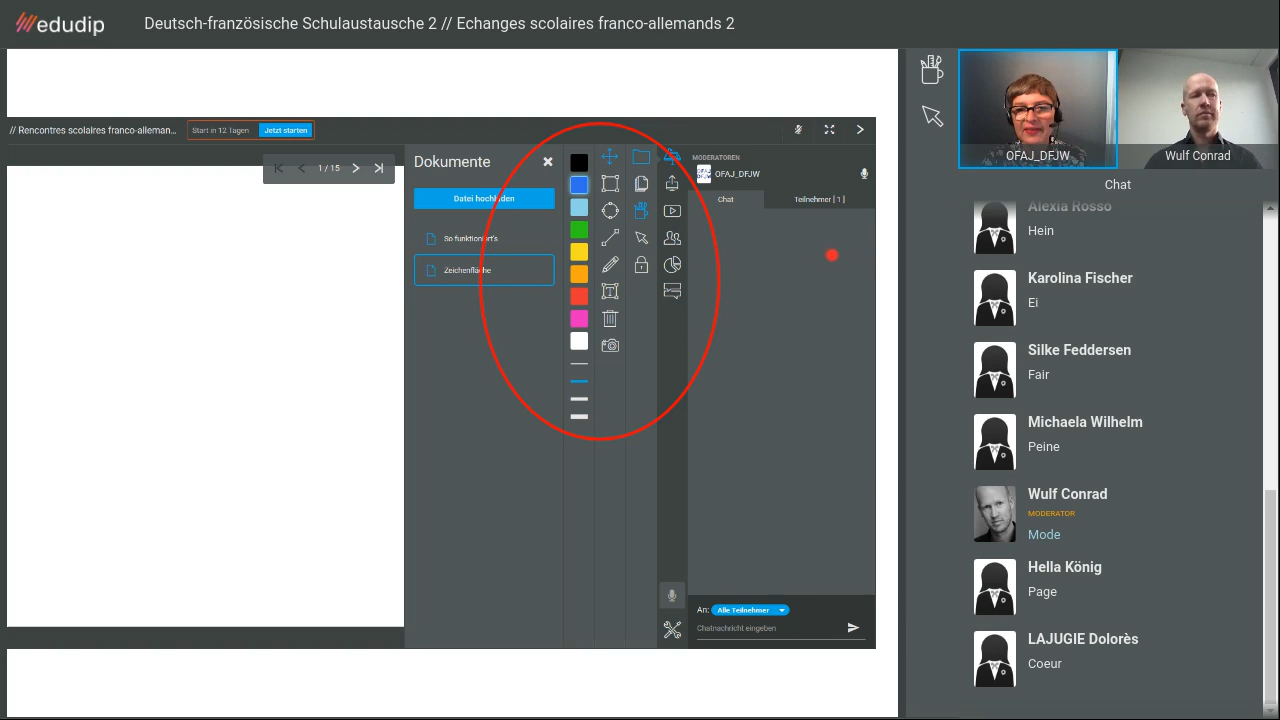 edudip
Deutsch-französische Schulaustausche 2 // Echanges scolaires franco-allemands 2
// Rencontres scolaires franco-alleman...
Start in 12 Tagen
Jetzt starten
1 / 15
Dokumente
Datei hochladen
So funktioniert's
Zeichenfläche
MODERATOREN
OFAJ_DFJW
Chat
Teilnehmer [ 1 ]
An:
Alle Teilnehmer
Chatnachricht eingeben
OFAJ_DFJW
Wulf Conrad
Chat
Alexia Rosso
Hein
Karolina Fischer
Ei
Silke Feddersen
Fair
Michaela Wilhelm
Peine
Wulf Conrad
MODERATOR
Mode
Hella König
Page
LAJUGIE Dolorès
Coeur